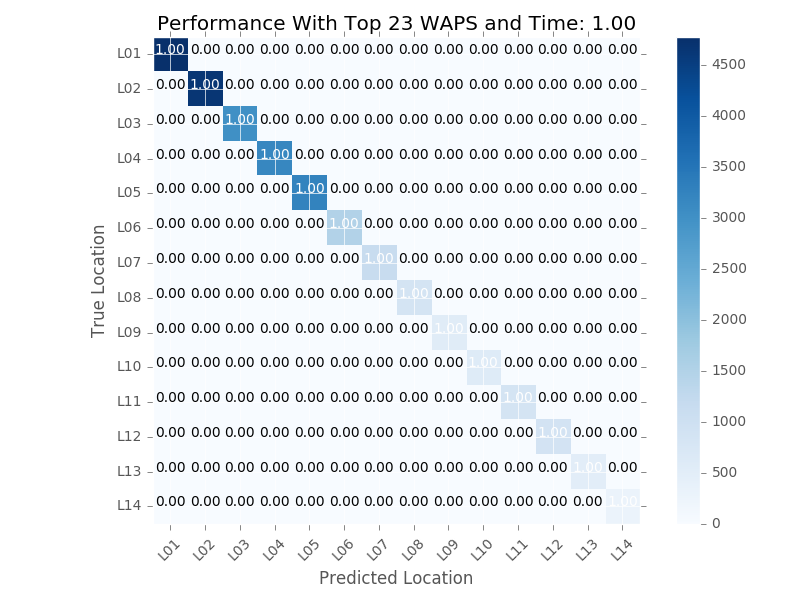 Performance With Top 23 WAPS and Time: 1.00
L01 1.00 0.00 0.00 0.00 0.00 0.00 0.00 0.00 0.00 0.00 0.00 0.00 0.00 0.00
L02 0.00 1.00 0.00 0.00 0.00 0.00 0.00 0.00 0.00 0.00 0.00 0.00 0.00 0.00
L03 0.00 0.00 1.00 0.00 0.00 0.00 0.00 0.00 0.00 0.00 0.00 0.00 0.00 0.00
L04 0.00 0.00 0.00 1.00 0.00 0.00 0.00 0.00 0.00 0.00 0.00 0.00 0.00 0.00
L05 0.00 0.00 0.00 0.00 1.00 0.00 0.00 0.00 0.00 0.00 0.00 0.00 0.00 0.00
L06 0.00 0.00 0.00 0.00 0.00 1.00 0.00 0.00 0.00 0.00 0.00 0.00 0.00 0.00
L07 0.00 0.00 0.00 0.00 0.00 0.00 1.00 0.00 0.00 0.00 0.00 0.00 0.00 0.00
L08 0.00 0.00 0.00 0.00 0.00 0.00 0.00 1.00 0.00 0.00 0.00 0.00 0.00 0.00
L09 0.00 0.00 0.00 0.00 0.00 0.00 0.00 0.00 1.00 0.00 0.00 0.00 0.00 0.00
L10 0.00 0.00 0.00 0.00 0.00 0.00 0.00 0.00 0.00 1.00 0.00 0.00 0.00 0.00
L11 0.00 0.00 0.00 0.00 0.00 0.00 0.00 0.00 0.00 0.00 1.00 0.00 0.00 0.00
L12 0.00 0.00 0.00 0.00 0.00 0.00 0.00 0.00 0.00 0.00 0.00 1.00 0.00 0.00
L13 0.00 0.00 0.00 0.00 0.00 0.00 0.00 0.00 0.00 0.00 0.00 0.00 1.00 0.00
L14 0.00 0.00 0.00 0.00 0.00 0.00 0.00 0.00 0.00 0.00 0.00 0.00 0.00 1.00
L01 L02 L03 L04 L05 L06 L07 L08 L09 L10 L11 L12 L13 L14
Predicted Location
True Location
4500
4000
3500
3000
2500
2000
1500
1000
500
0